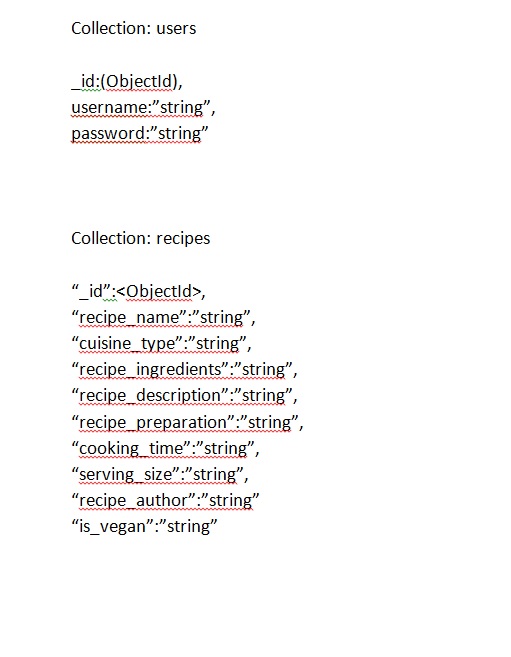 Collection: users
_id:(ObjectId),
username:”string”,
password:”string”
Collection: recipes
“_id”:<ObjectId>,
“recipe_name”:”string”,
“cuisine_type”:”string”,
“recipe_ingredients”:”string”,
“recipe_description”:”string”,
“recipe_preparation”:”string”,
“cooking_time”:”string”,
“serving_size”:”string”,
“recipe_author”:”string”
“is_vegan”:”string”